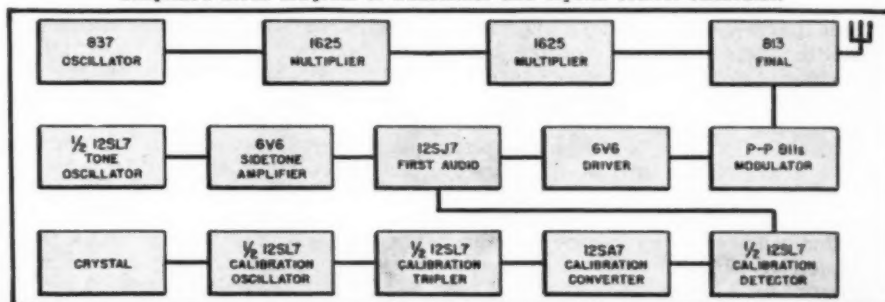 837
OSCILLATOR
1625
MULTIPLIER
1625
MULTIPLIER
813
FINAL
½ 12SL7
TONE
OSCILLATOR
6V6
SIDETONE
AMPLIFIER
12SJ7
FIRST AUDIO
6V6
DRIVER
P-P 811s
MODULATOR
CRYSTAL
½ 12SL7
CALIBRATION
OSCILLATOR
½ 12SL7
CALIBRATION
TRIPLER
12SA7
CALIBRATION
CONVERTER
½ 12SL7
CALIBRATION
DETECTOR